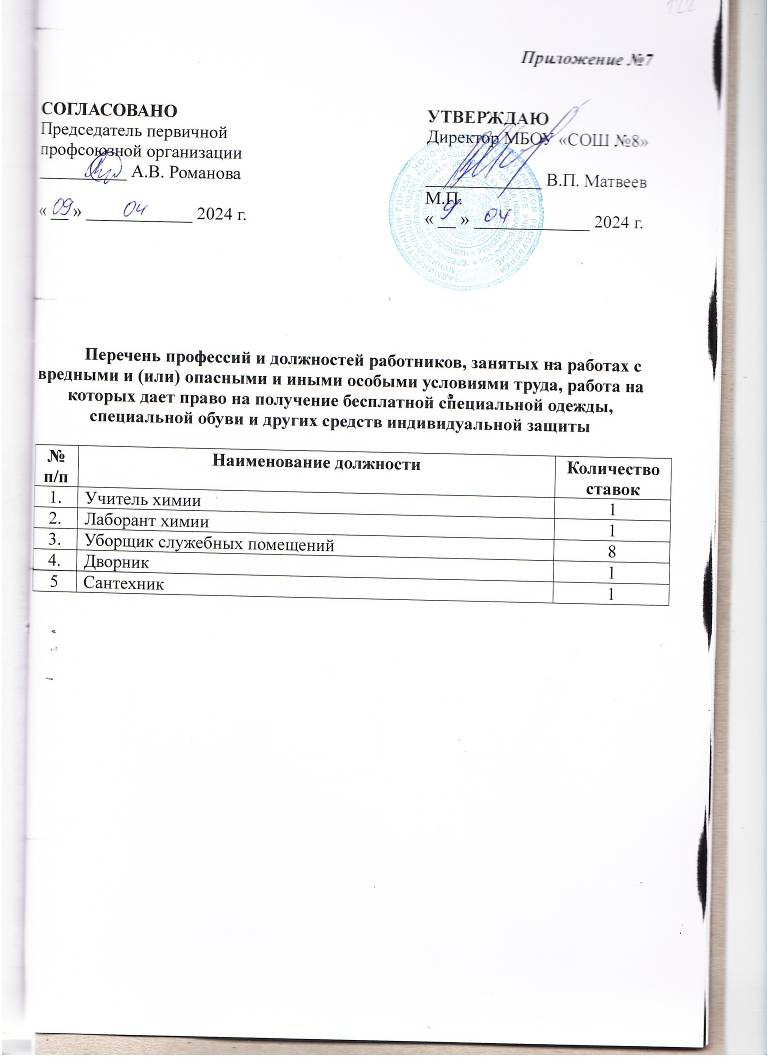 Приложение №7
СОГЛАСОВАНО
Председатель первичной
профсоюзной организации
____________ А.В. Романова
« 09 » 04 2024 г.
УТВЕРЖДАЮ
Директор МБОУ «СОШ №8»
____________ В.П. Матвеев
М.П.
« 9 » 04 2024 г.
Перечень профессий и должностей работников, занятых на работах с
вредными и (или) опасными и иными особыми условиями труда, работа на
которых дает право на получение бесплатной специальной одежды,
специальной обуви и других средств индивидуальной защиты
№ п/п Наименование должности Количество ставок
1. Учитель химии 1
2. Лаборант химии 1
3. Уборщик служебных помещений 8
4. Дворник 1
5 Сантехник 1